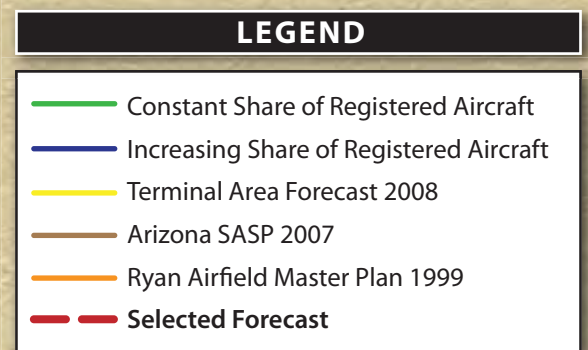 LEGEND
Constant Share of Registered Aircraft
Increasing Share of Registered Aircraft
Terminal Area Forecast 2008
Arizona SASP 2007
Ryan Airfield Master Plan 1999
Selected Forecast